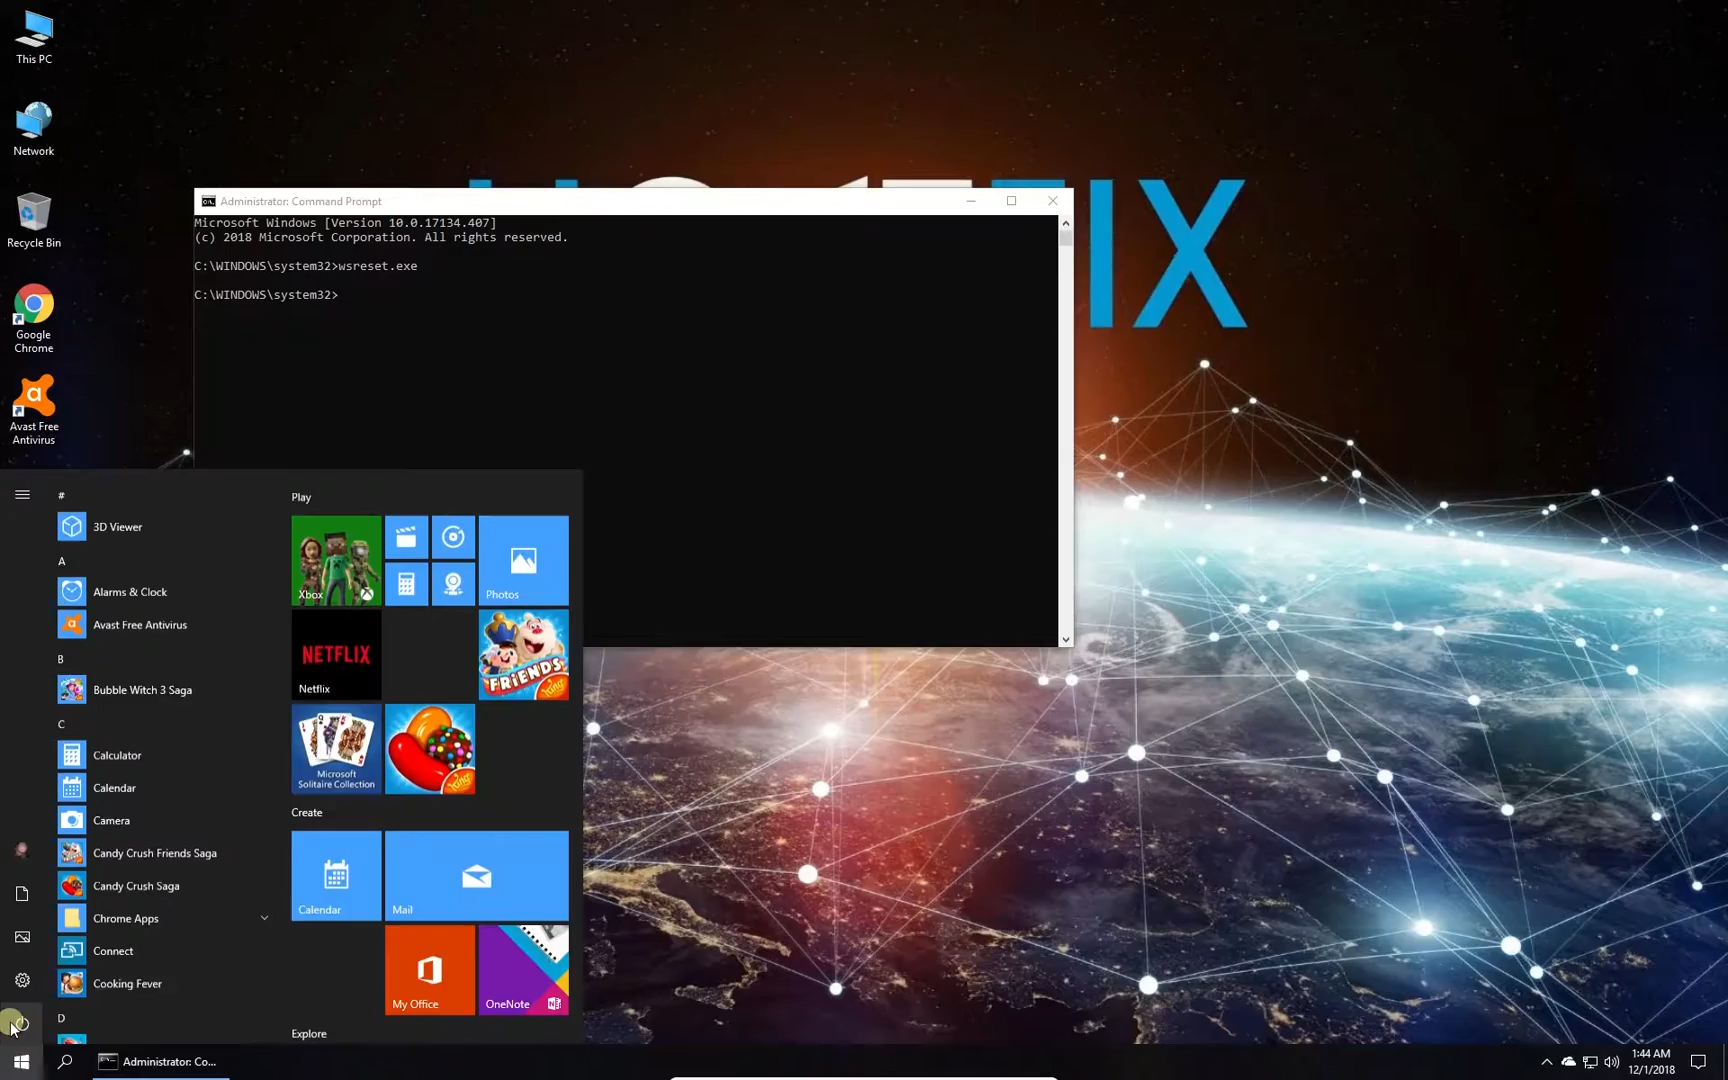 This PC
Network
Recycle Bin
Google
Chrome
Avast Free
Antivirus
Administrator: Command Prompt
Microsoft Windows [Version 10.0.17134.407]
(c) 2018 Microsoft Corporation. All rights reserved.
C:\WINDOWS\system32>wsreset.exe
C:\WINDOWS\system32>
#
3D Viewer
A
Alarms & Clock
Avast Free Antivirus
B
Bubble Witch 3 Saga
C
Calculator
Calendar
Camera
Candy Crush Friends Saga
Candy Crush Saga
Chrome Apps
Connect
Cooking Fever
D
Play
Xbox
Photos
NETFLIX
Netflix
FRiENDS
King
Microsoft
Solitaire Collection
King
Create
Calendar
Mail
My Office
OneNote
Explore
Administrator: Co...
1:44 AM
12/1/2018